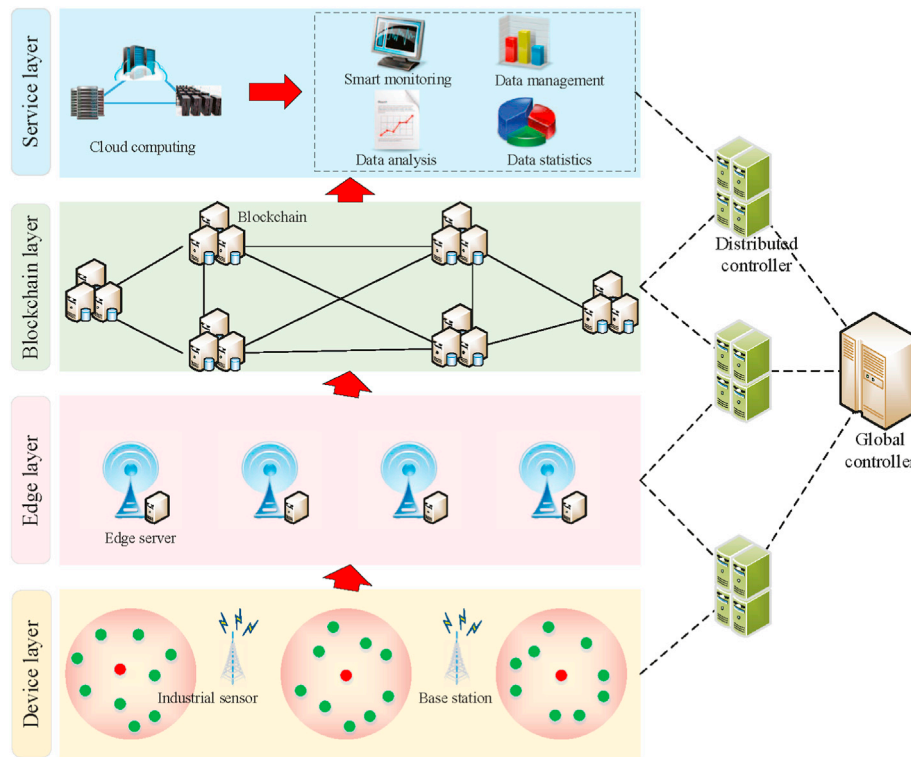 Service layer
Cloud computing
Smart monitoring
Data management
Data analysis
Data statistics
Blockchain layer
Blockchain
Distributed
controller
Global
controller
Edge layer
Edge server
Device layer
Industrial sensor
Base station